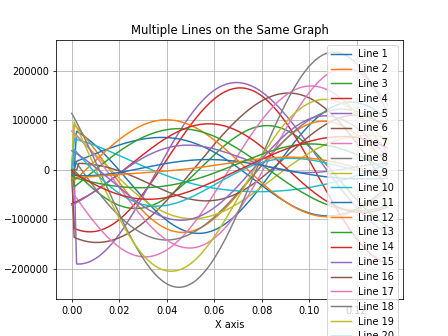 Multiple Lines on the Same Graph
200000
100000
0
−100000
−200000
0.00
0.02
0.04
0.06
0.08
0.10
X axis
Line 1
Line 2
Line 3
Line 4
Line 5
Line 6
Line 7
Line 8
Line 9
Line 10
Line 11
Line 12
Line 13
Line 14
Line 15
Line 16
Line 17
Line 18
Line 19
Line 20